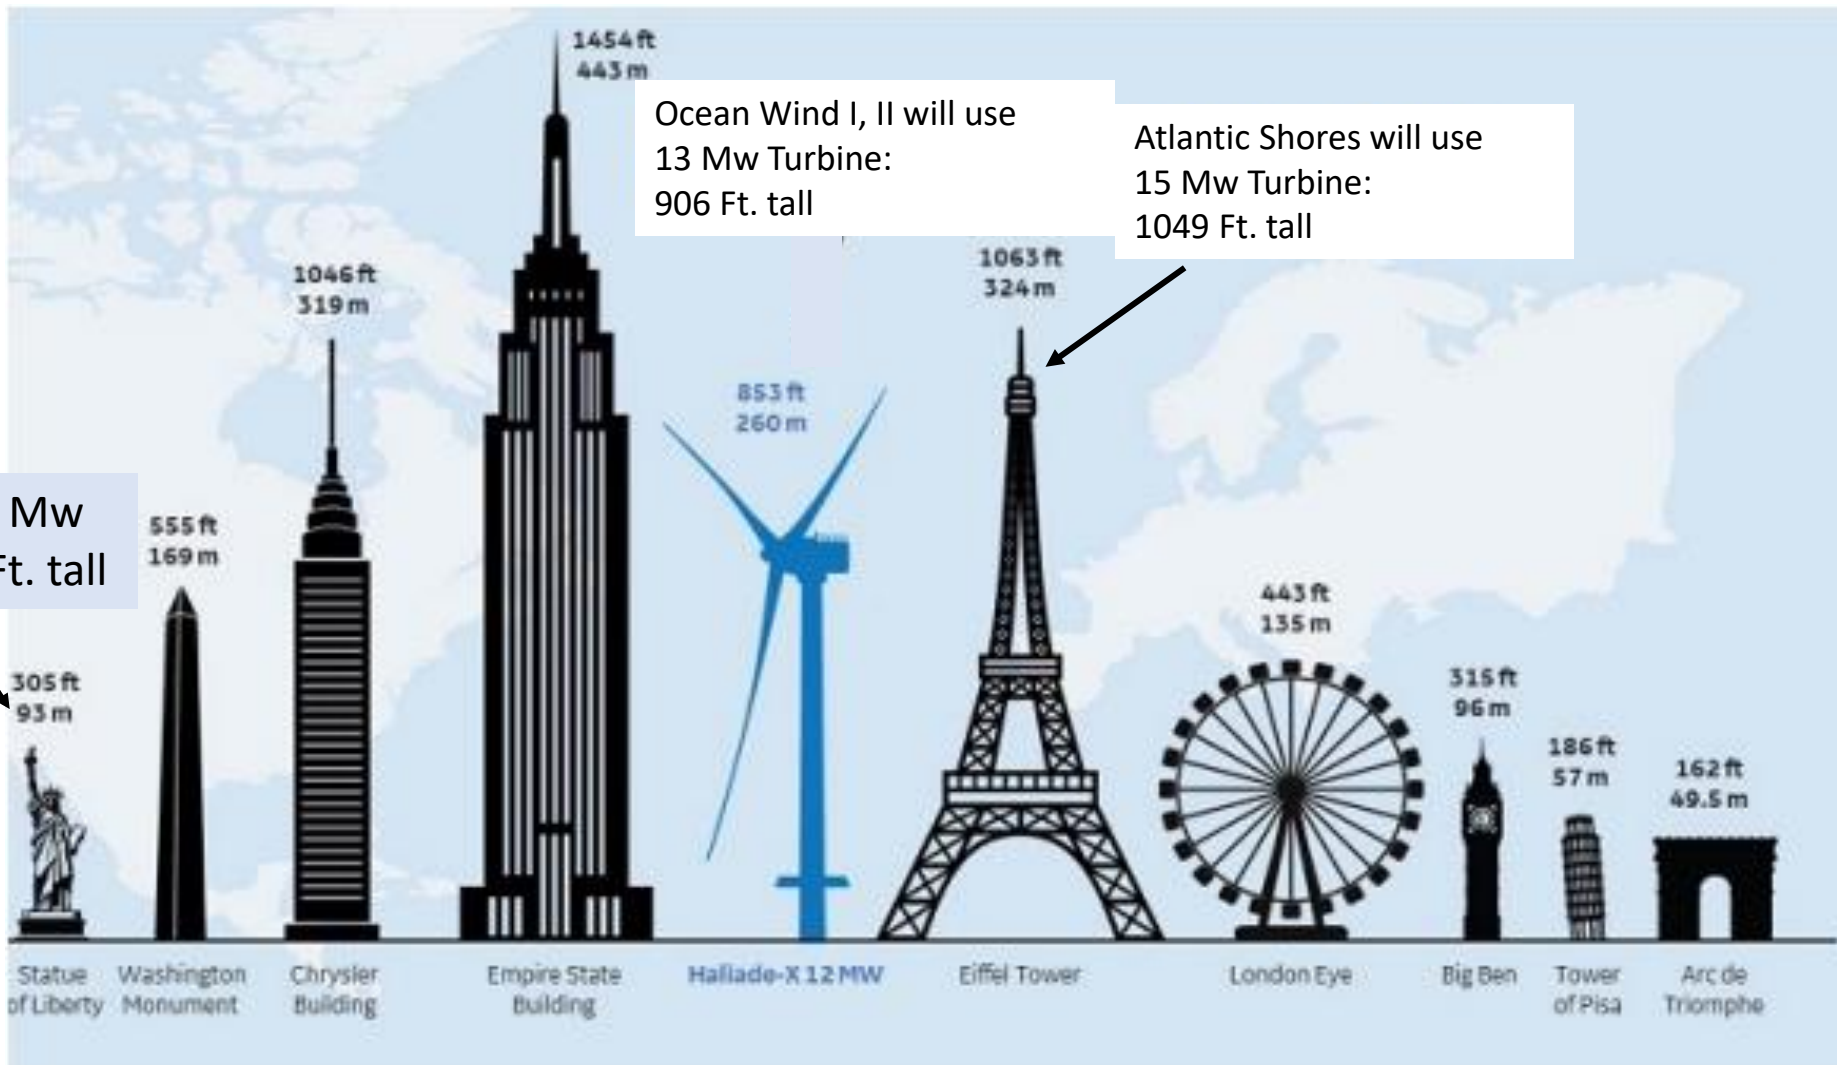 1454 ft
443 m
Ocean Wind I, II will use
13 Mw Turbine:
906 Ft. tall
Atlantic Shores will use
15 Mw Turbine:
1049 Ft. tall
1046 ft
319 m
1063 ft
324 m
853 ft
260 m
Mw
Ft. tall
555 ft
169 m
443 ft
135 m
305 ft
93 m
315 ft
96 m
186 ft
57 m
162 ft
49.5 m
Statue
of Liberty
Washington
Monument
Chrysler
Building
Empire State
Building
Haliade-X 12 MW
Eiffel Tower
London Eye
Big Ben
Tower
of Pisa
Arc de
Triomphe